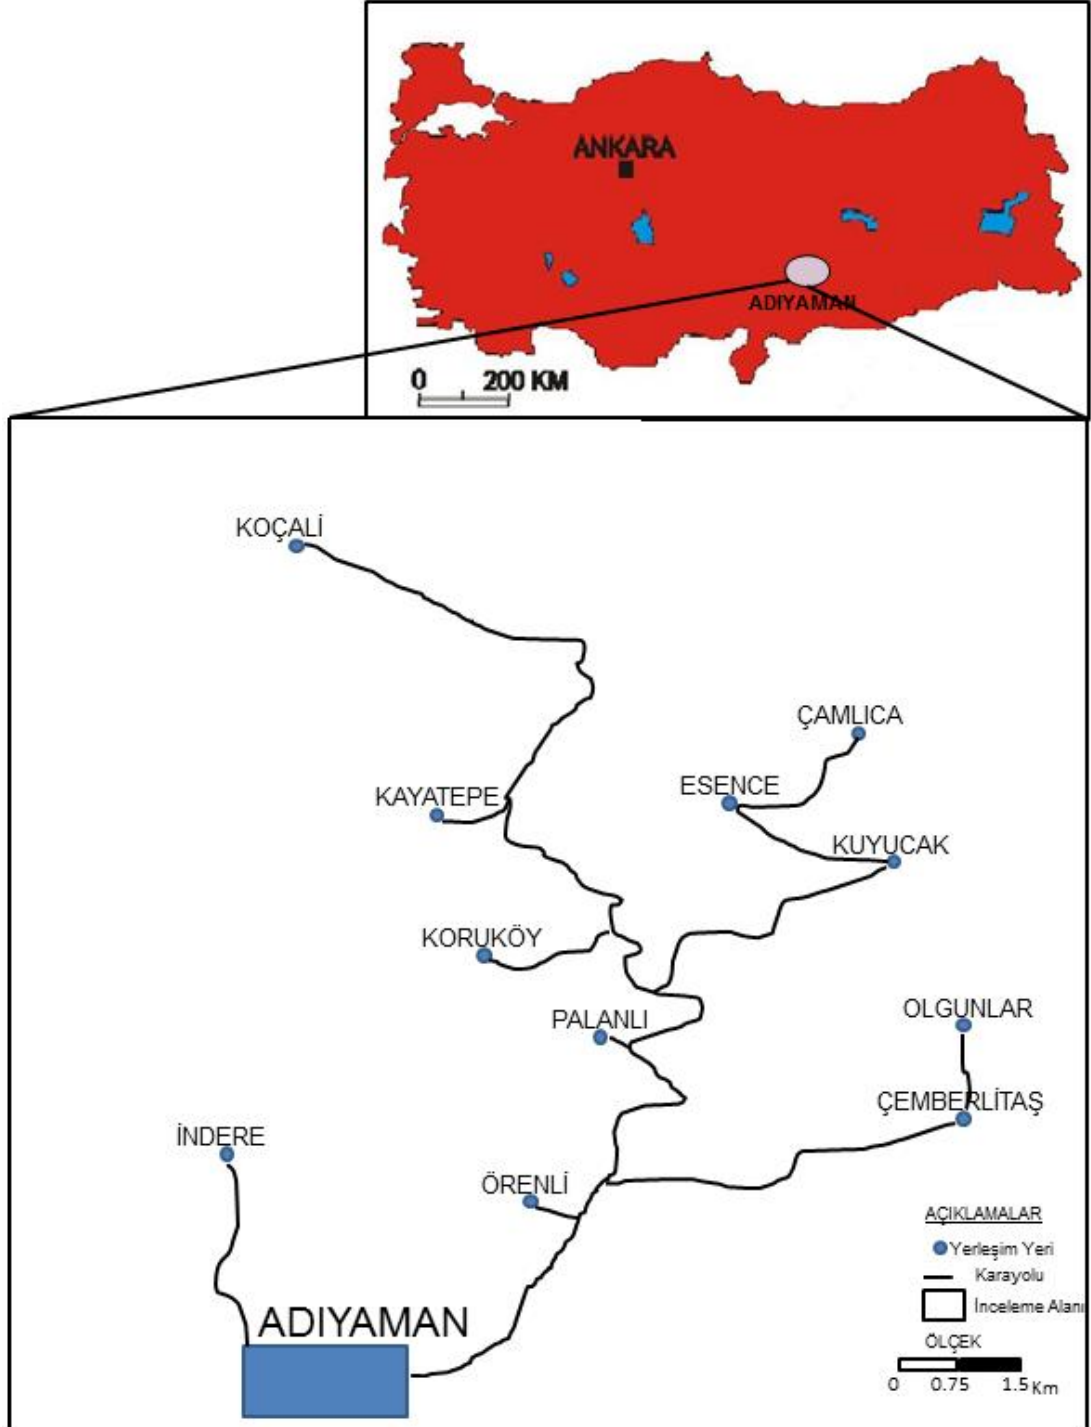 ANKARA
ADIYAMAN
0 200 KM
KOÇALİ
ÇAMLICA
ESENCE
KAYATEPE
KUYUCAK
KORUKÖY
OLGUNLAR
PALANLI
ÇEMBERLİTAŞ
İNDERE
ÖRENLİ
AÇIKLAMALAR
Yerleşim Yeri
Karayolu
İnceleme Alanı
ADIYAMAN
ÖLÇEK
0 0.75 1.5 Km